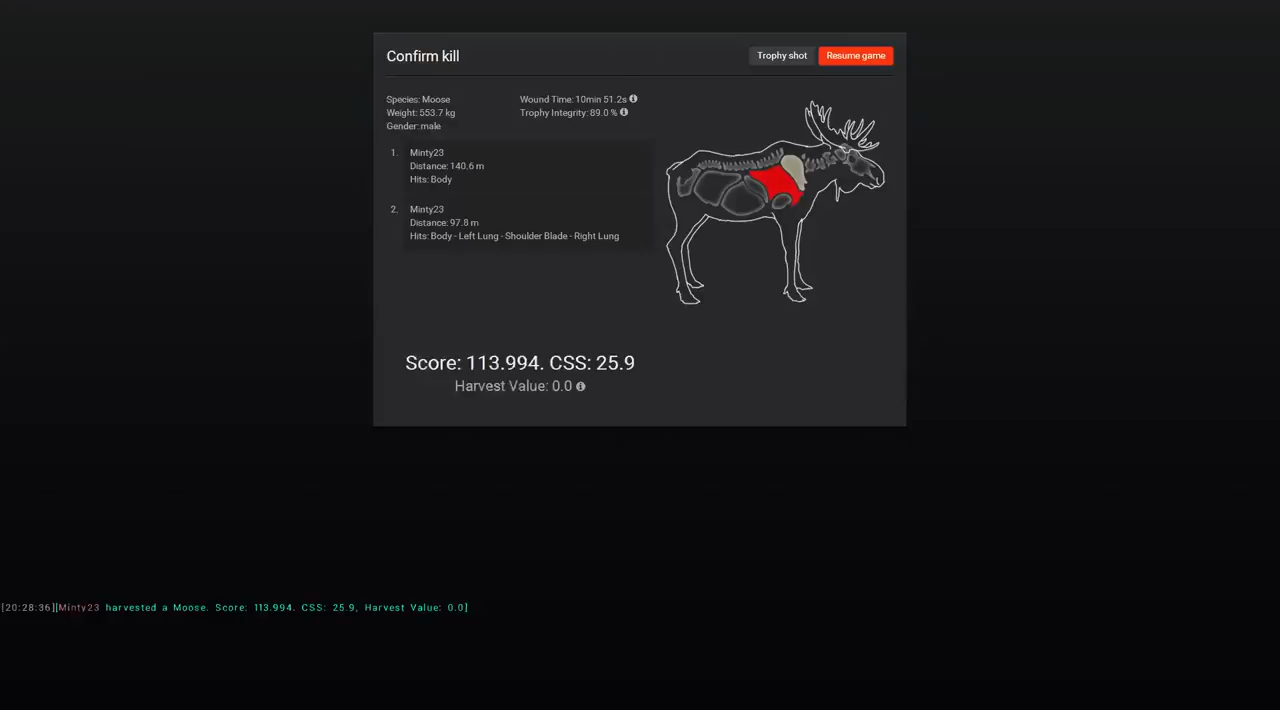 Confirm kill
Trophy shot
Resume game
Species: Moose
Weight: 553.7 kg
Gender: male
Wound Time: 10min 51.2s
Trophy Integrity: 89.0 %
1. Minty23
Distance: 140.6 m
Hits: Body
2. Minty23
Distance: 97.8 m
Hits: Body - Left Lung - Shoulder Blade - Right Lung
Score: 113.994. CSS: 25.9
Harvest Value: 0.0
[20:28:36]|Minty23 harvested a Moose. Score: 113.994. CSS: 25.9, Harvest Value: 0.0]